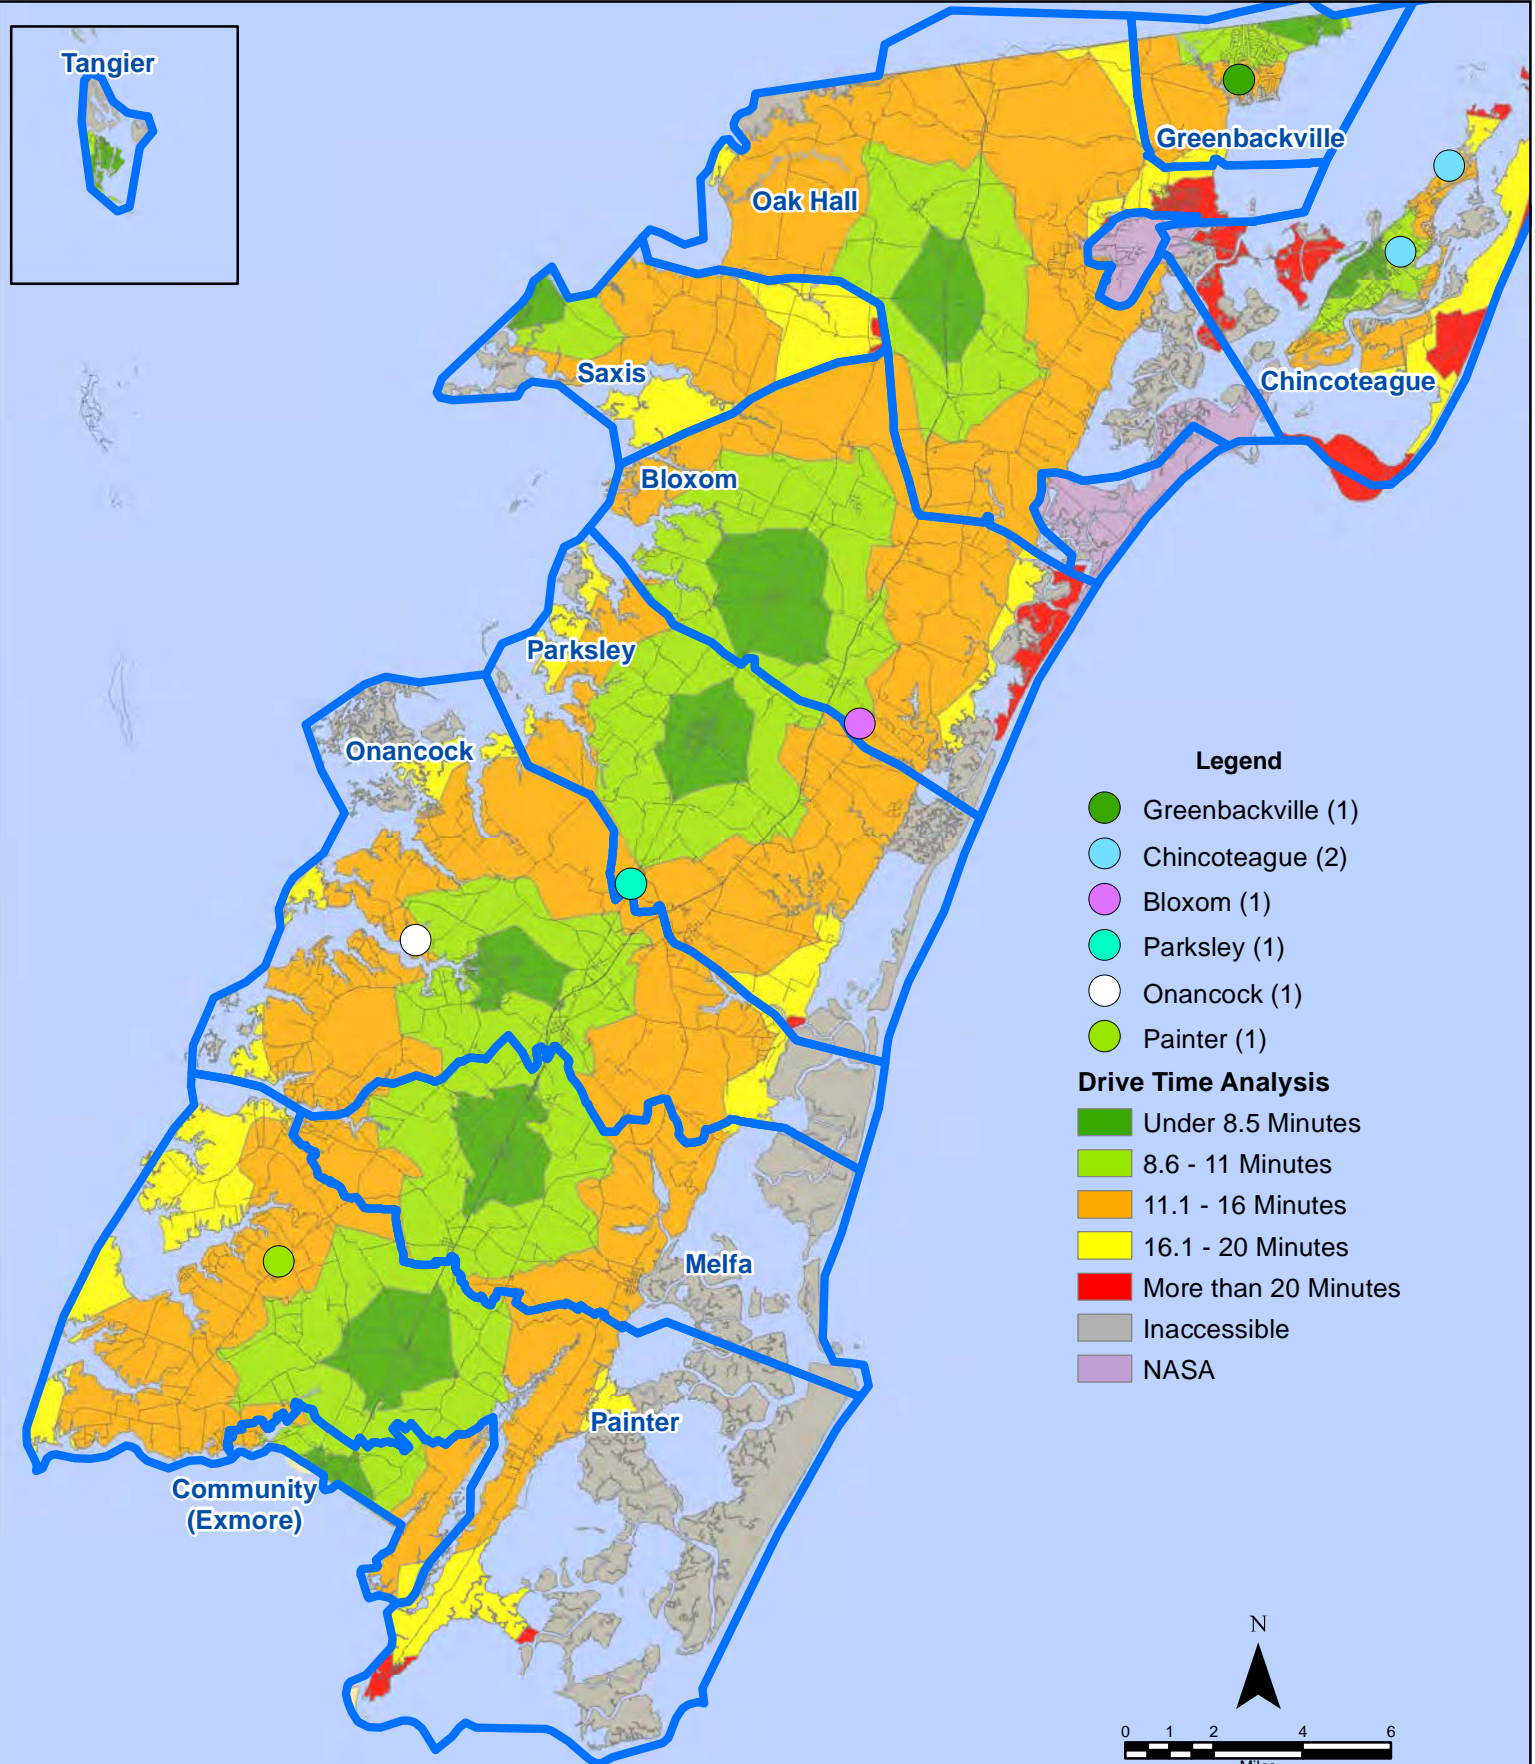 Tangier
Greenbackville
Oak Hall
Chincoteague
Saxis
Bloxom
Parksley
Onancock
Melfa
Painter
Community
(Exmore)
Legend
Greenbackville (1)
Chincoteague (2)
Bloxom (1)
Parksley (1)
Onancock (1)
Painter (1)
Drive Time Analysis
Under 8.5 Minutes
8.6 - 11 Minutes
11.1 - 16 Minutes
16.1 - 20 Minutes
More than 20 Minutes
Inaccessible
NASA
N
0 1 2 4 6
Miles